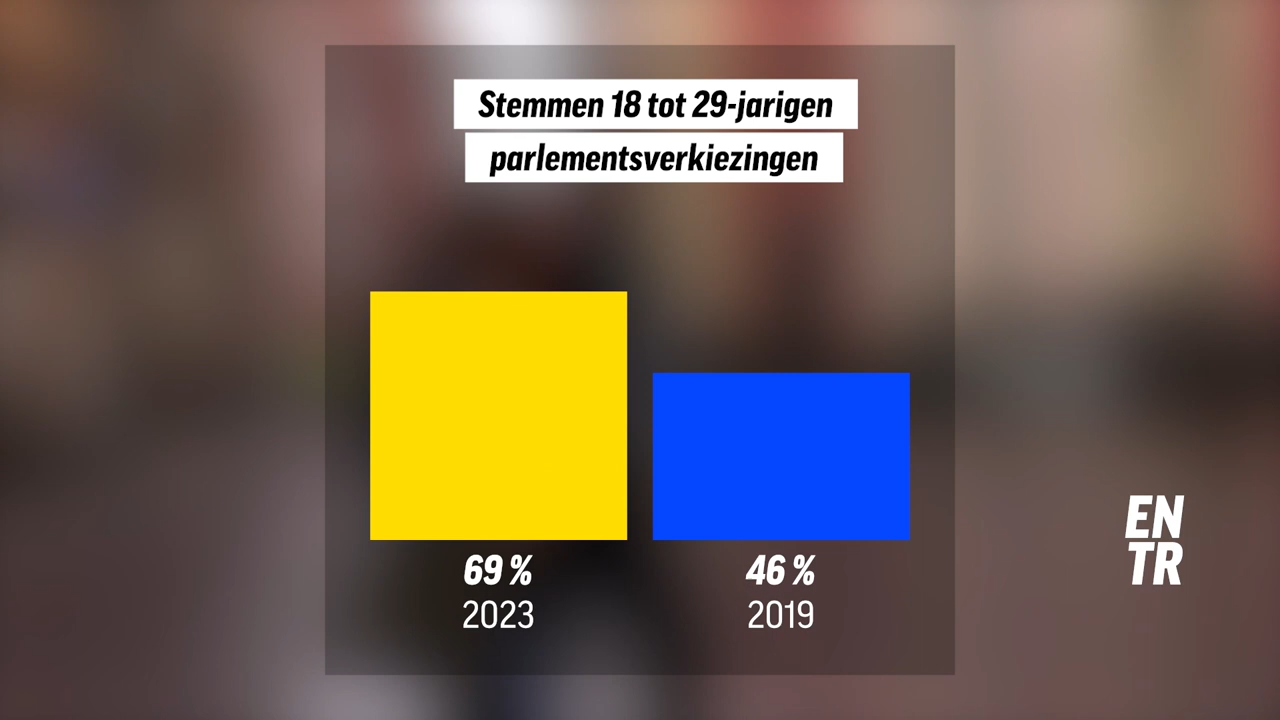 Stemmen 18 tot 29-jarigen
parlementsverkiezingen
69 %
2023
46 %
2019
EN
TR